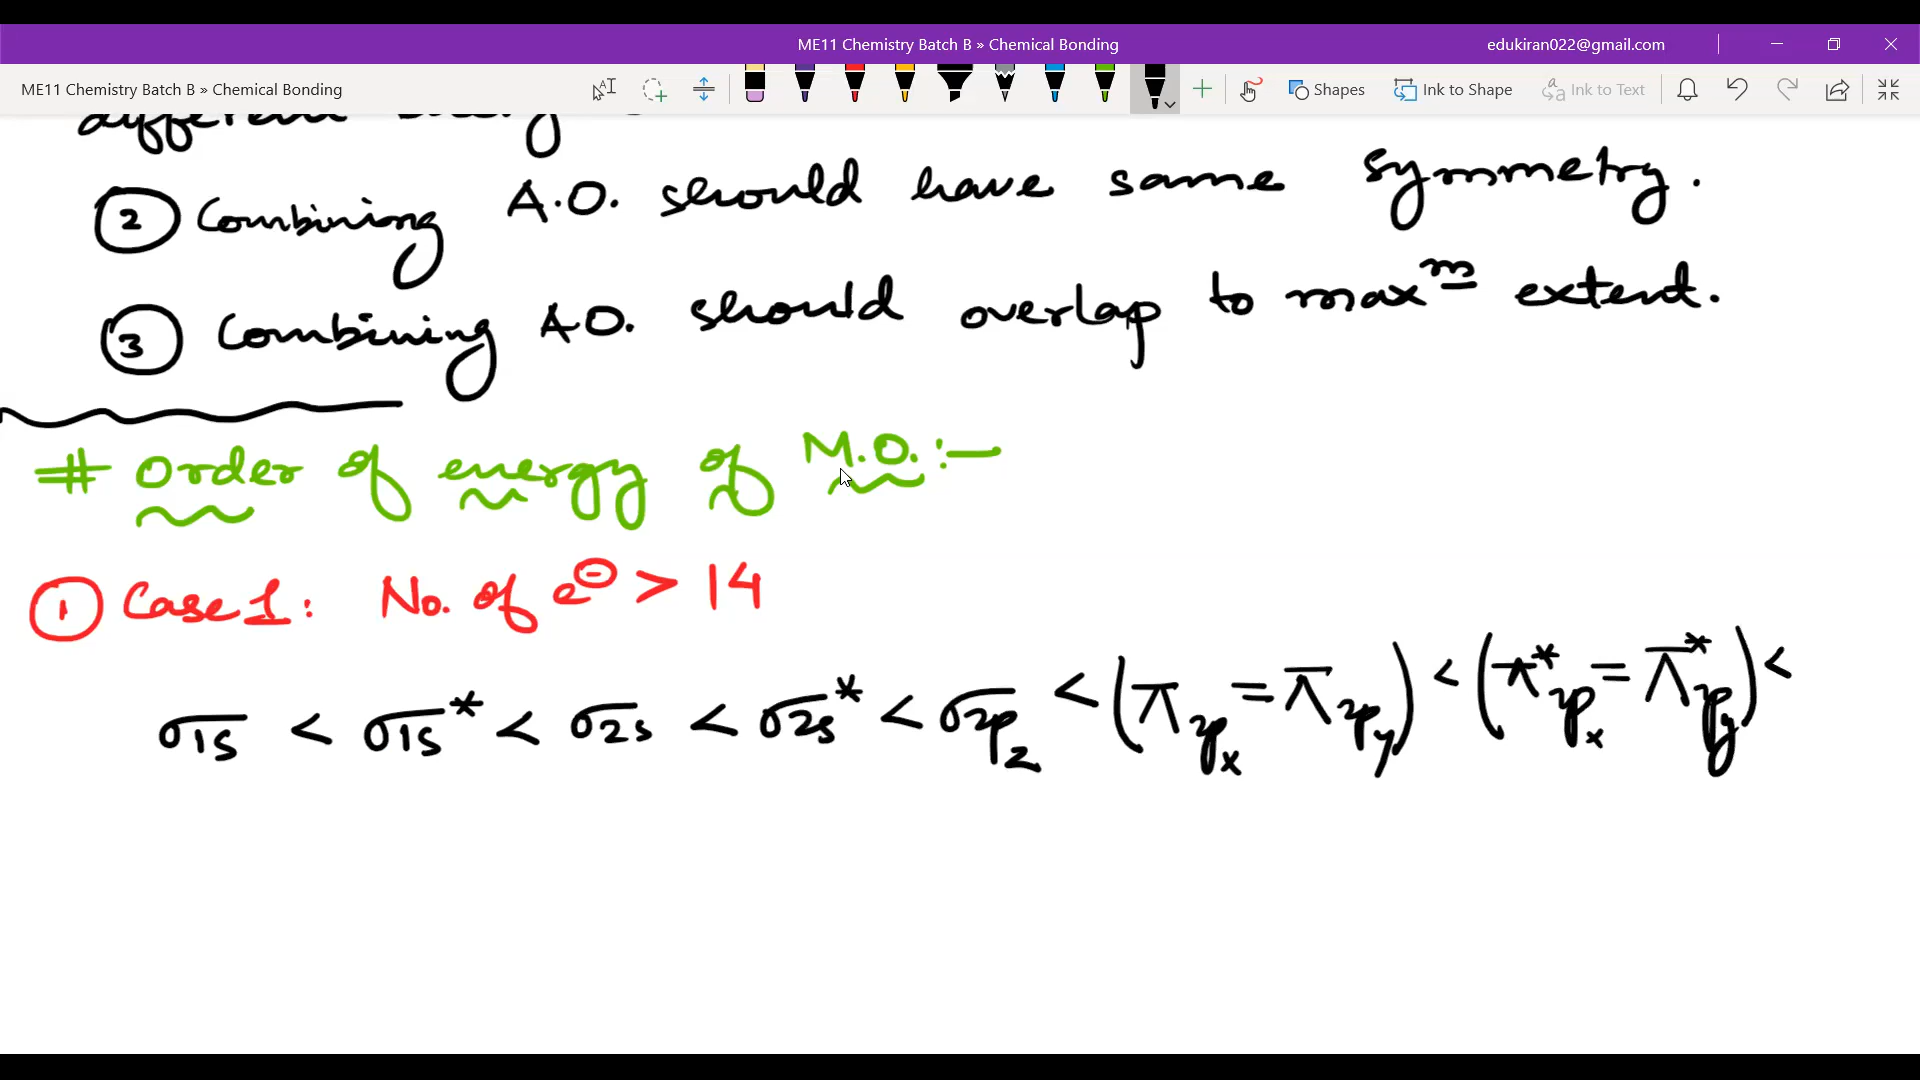 ME11 Chemistry Batch B » Chemical Bonding
edukiran022@gmail.com
ME11 Chemistry Batch B » Chemical Bonding
Shapes
Ink to Shape
Ink to Text
different
② Combining A.O. should have same symmetry.
③ Combining A.O. should overlap to maxᵐ extent.
# Order of energy of M.O. :—
① Case 1: No. of e⊖ > 14
σ1s < σ1s* < σ2s < σ2s* < σ2pz < (π2px = π2py) < (π*2px = π*2py) <